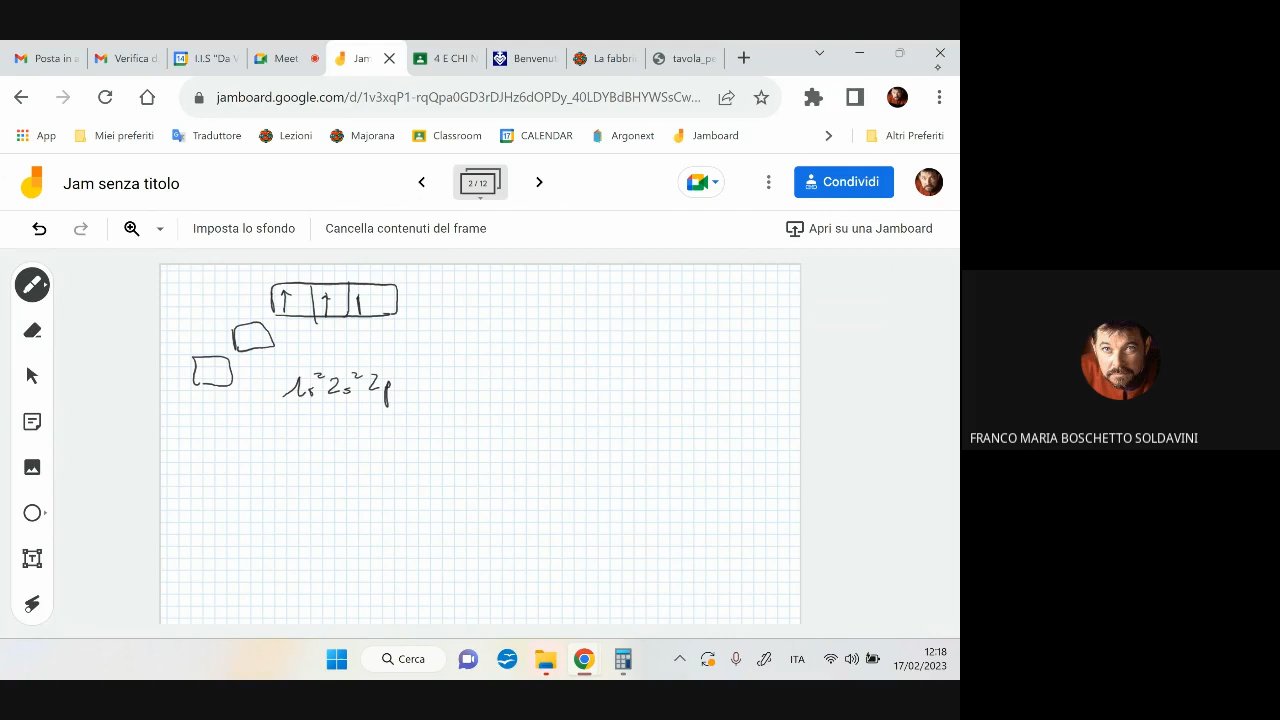 Posta in a
Verifica d
14 I.I.S "Da V
Meet
Jam
4 E CHI N
Benvenut
La fabbri
tavola_pe
jamboard.google.com/d/1v3xqP1-rqQpa0GD3rDJHz6dOPDy_40LDYBdBHYWSsCw...
App
Miei preferiti
Traduttore
Lezioni
Majorana
Classroom
17 CALENDAR
Argonext
Jamboard
Altri Preferiti
Jam senza titolo
2 / 12
Condividi
Imposta lo sfondo
Cancella contenuti del frame
Apri su una Jamboard
1s² 2s² 2p
FRANCO MARIA BOSCHETTO SOLDAVINI
Cerca
ITA
12:18
17/02/2023